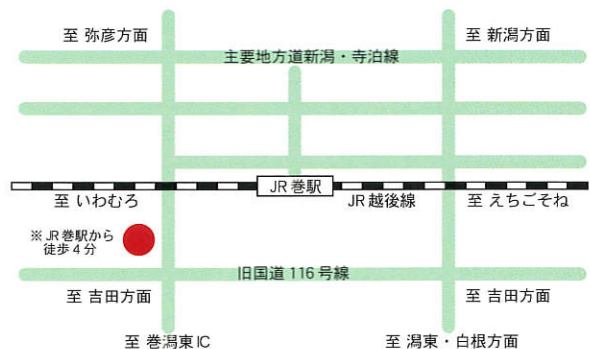 至 弥彦方面
至 新潟方面
主要地方道新潟・寺泊線
JR巻駅
至 いわむろ
JR 越後線
至 えちごそね
※ JR 巻駅から
徒歩 4 分
旧国道 116 号線
至 吉田方面
至 吉田方面
至 巻潟東 IC
至 潟東・白根方面